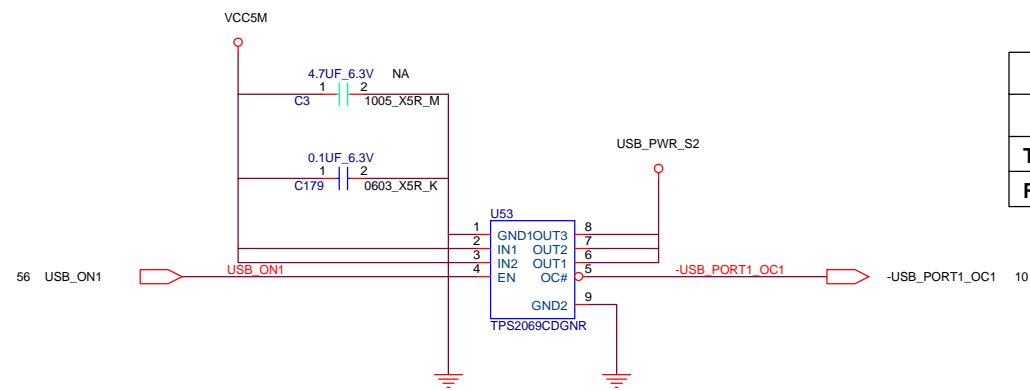 VCC5M
4.7UF_6.3V NA
1 2
C3 1005_X5R_M
0.1UF_6.3V
1 2
C179 0603_X5R_K
USB_PWR_S2
T
F
U53
1 GND1 OUT3 8
2 IN1 OUT2 7
3 IN2 OUT1 6
4 EN OC# 5
56 USB_ON1 USB_ON1
-USB_PORT1_OC1 -USB_PORT1_OC1 10
GND2 9
TPS2069CDGNR